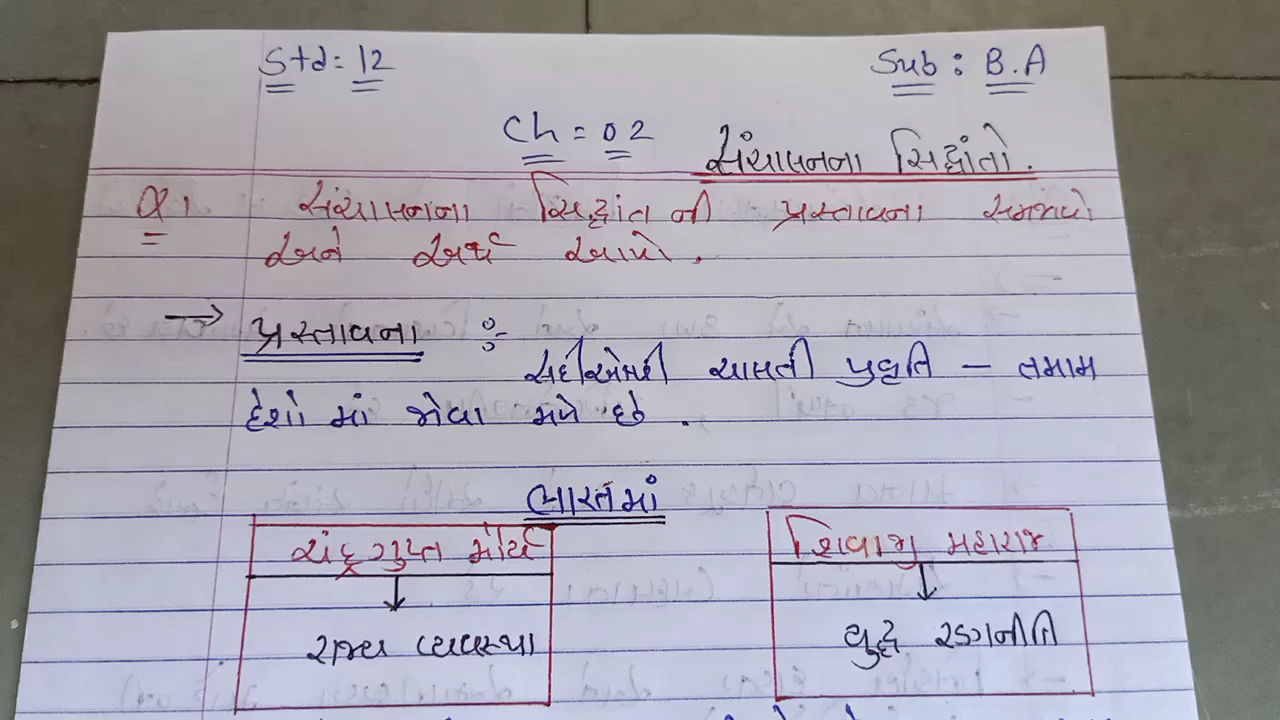 Std: 12 Sub : B.A
Ch = 02 સંચાલનના સિદ્ધાંતો.
Q1 સંચાલનના સિદ્ધાંત ની પ્રસ્તાવના સમજાવો
અને અર્થ આપો.
→ પ્રસ્તાવના :-
સદીઓથી ચાલતી પ્રવૃતિ – તમામ
દેશો માં જોવા મળે છે.
ભારતમાં
ચંદ્રગુપ્ત મૌર્ય
↓
રાજ્ય વ્યવસ્થા
શિવાજી મહારાજ
↓
યુદ્ધ રણનીતિ